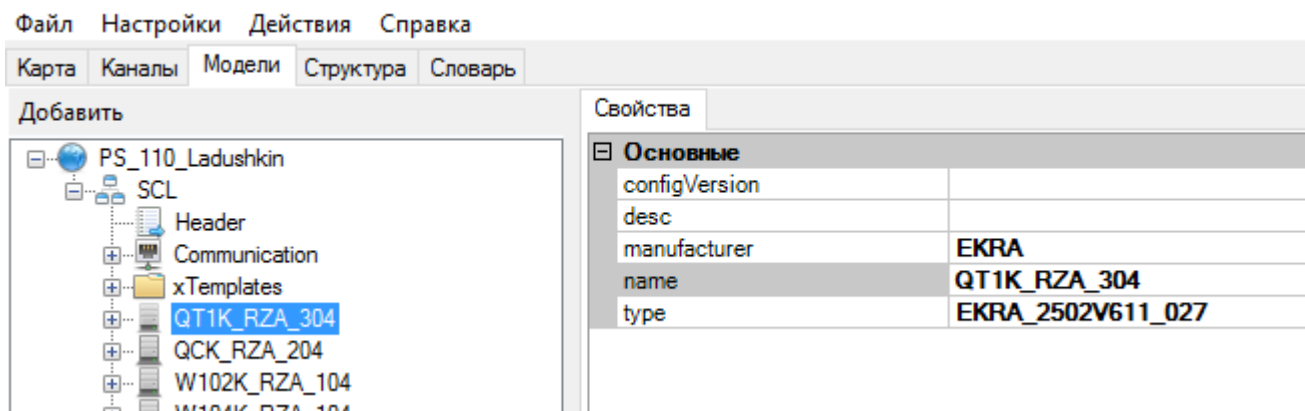 Файл Настройки Действия Справка
Карта Каналы Модели Структура Словарь
Добавить
PS_110_Ladushkin
SCL
Header
Communication
xTemplates
QT1K_RZA_304
QCK_RZA_204
W102K_RZA_104
Свойства
Основные
configVersion
desc
manufacturer EKRA
name QT1K_RZA_304
type EKRA_2502V611_027